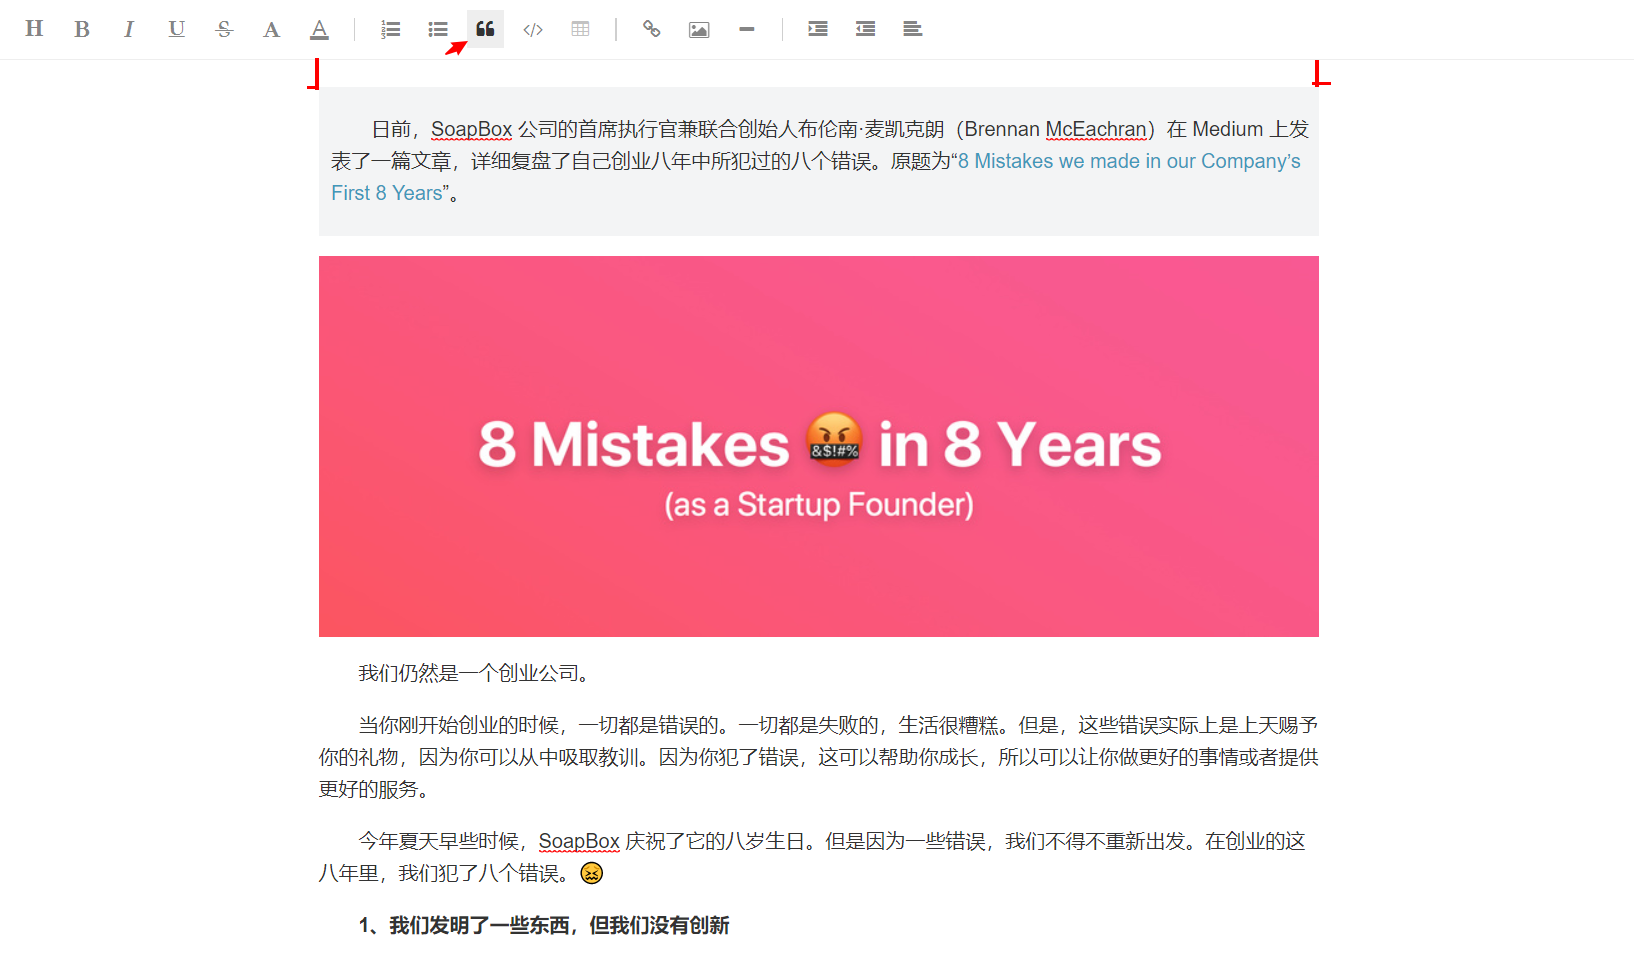 H B I U S A A
日前，SoapBox 公司的首席执行官兼联合创始人布伦南·麦凯克朗（Brennan McEachran）在 Medium 上发
表了一篇文章，详细复盘了自己创业八年中所犯过的八个错误。原题为“8 Mistakes we made in our Company’s
First 8 Years”。
8 Mistakes 🤬 in 8 Years
(as a Startup Founder)
我们仍然是一个创业公司。
当你刚开始创业的时候，一切都是错误的。一切都是失败的，生活很糟糕。但是，这些错误实际上是上天赐予
你的礼物，因为你可以从中吸取教训。因为你犯了错误，这可以帮助你成长，所以可以让你做更好的事情或者提供
更好的服务。
今年夏天早些时候，SoapBox 庆祝了它的八岁生日。但是因为一些错误，我们不得不重新出发。在创业的这
八年里，我们犯了八个错误。😖
1、我们发明了一些东西，但我们没有创新